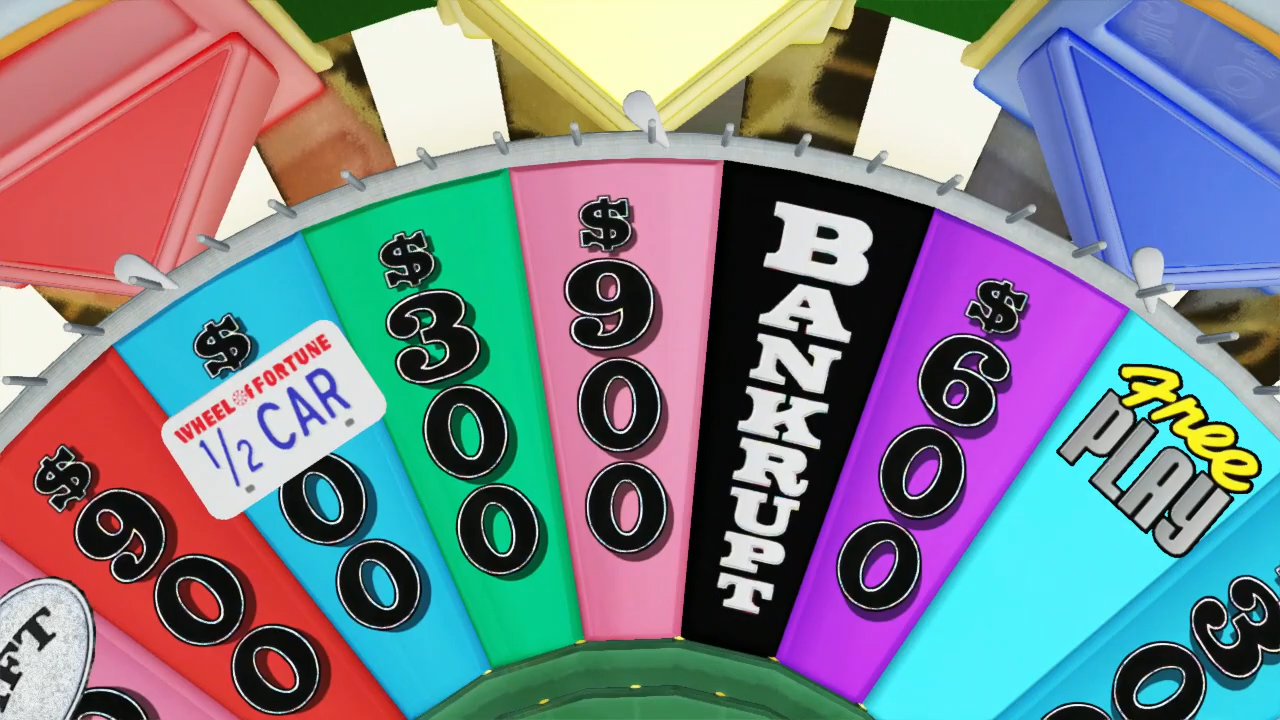 $900
WHEEL OF FORTUNE
1/2 CAR
$ 00
$300
$900
BANKRUPT
$600
Free
PLAY